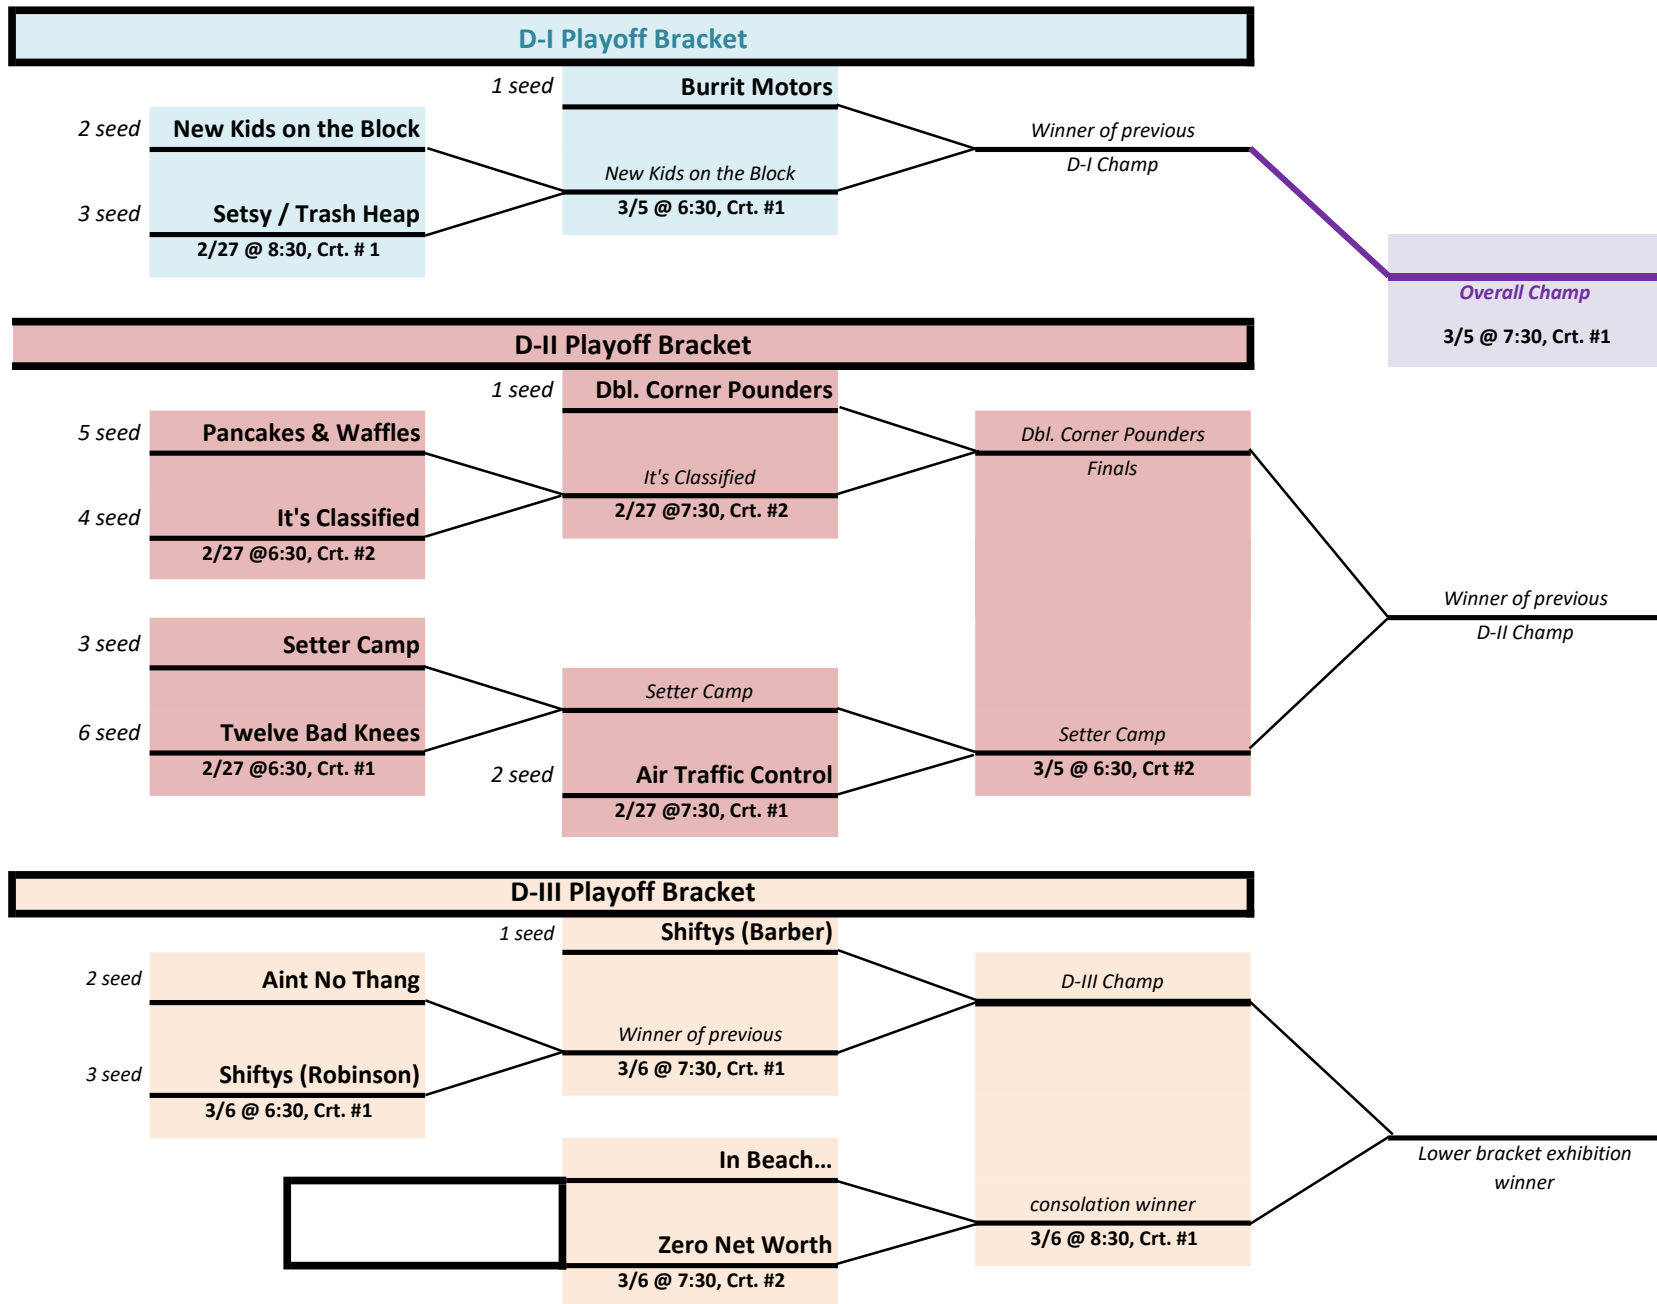 D-I Playoff Bracket
1 seed
Burrit Motors
2 seed
New Kids on the Block
Winner of previous
D-I Champ
New Kids on the Block
3/5 @ 6:30, Crt. #1
3 seed
Setsy / Trash Heap
2/27 @ 8:30, Crt. # 1
Overall Champ
3/5 @ 7:30, Crt. #1
D-II Playoff Bracket
1 seed
Dbl. Corner Pounders
5 seed
Pancakes & Waffles
Dbl. Corner Pounders
Finals
It's Classified
2/27 @7:30, Crt. #2
4 seed
It's Classified
2/27 @6:30, Crt. #2
Winner of previous
D-II Champ
3 seed
Setter Camp
Setter Camp
6 seed
Twelve Bad Knees
2/27 @6:30, Crt. #1
Setter Camp
3/5 @ 6:30, Crt #2
2 seed
Air Traffic Control
2/27 @7:30, Crt. #1
D-III Playoff Bracket
1 seed
Shiftys (Barber)
2 seed
Aint No Thang
D-III Champ
Winner of previous
3/6 @ 7:30, Crt. #1
3 seed
Shiftys (Robinson)
3/6 @ 6:30, Crt. #1
In Beach...
Lower bracket exhibition
winner
consolation winner
3/6 @ 8:30, Crt. #1
Zero Net Worth
3/6 @ 7:30, Crt. #2